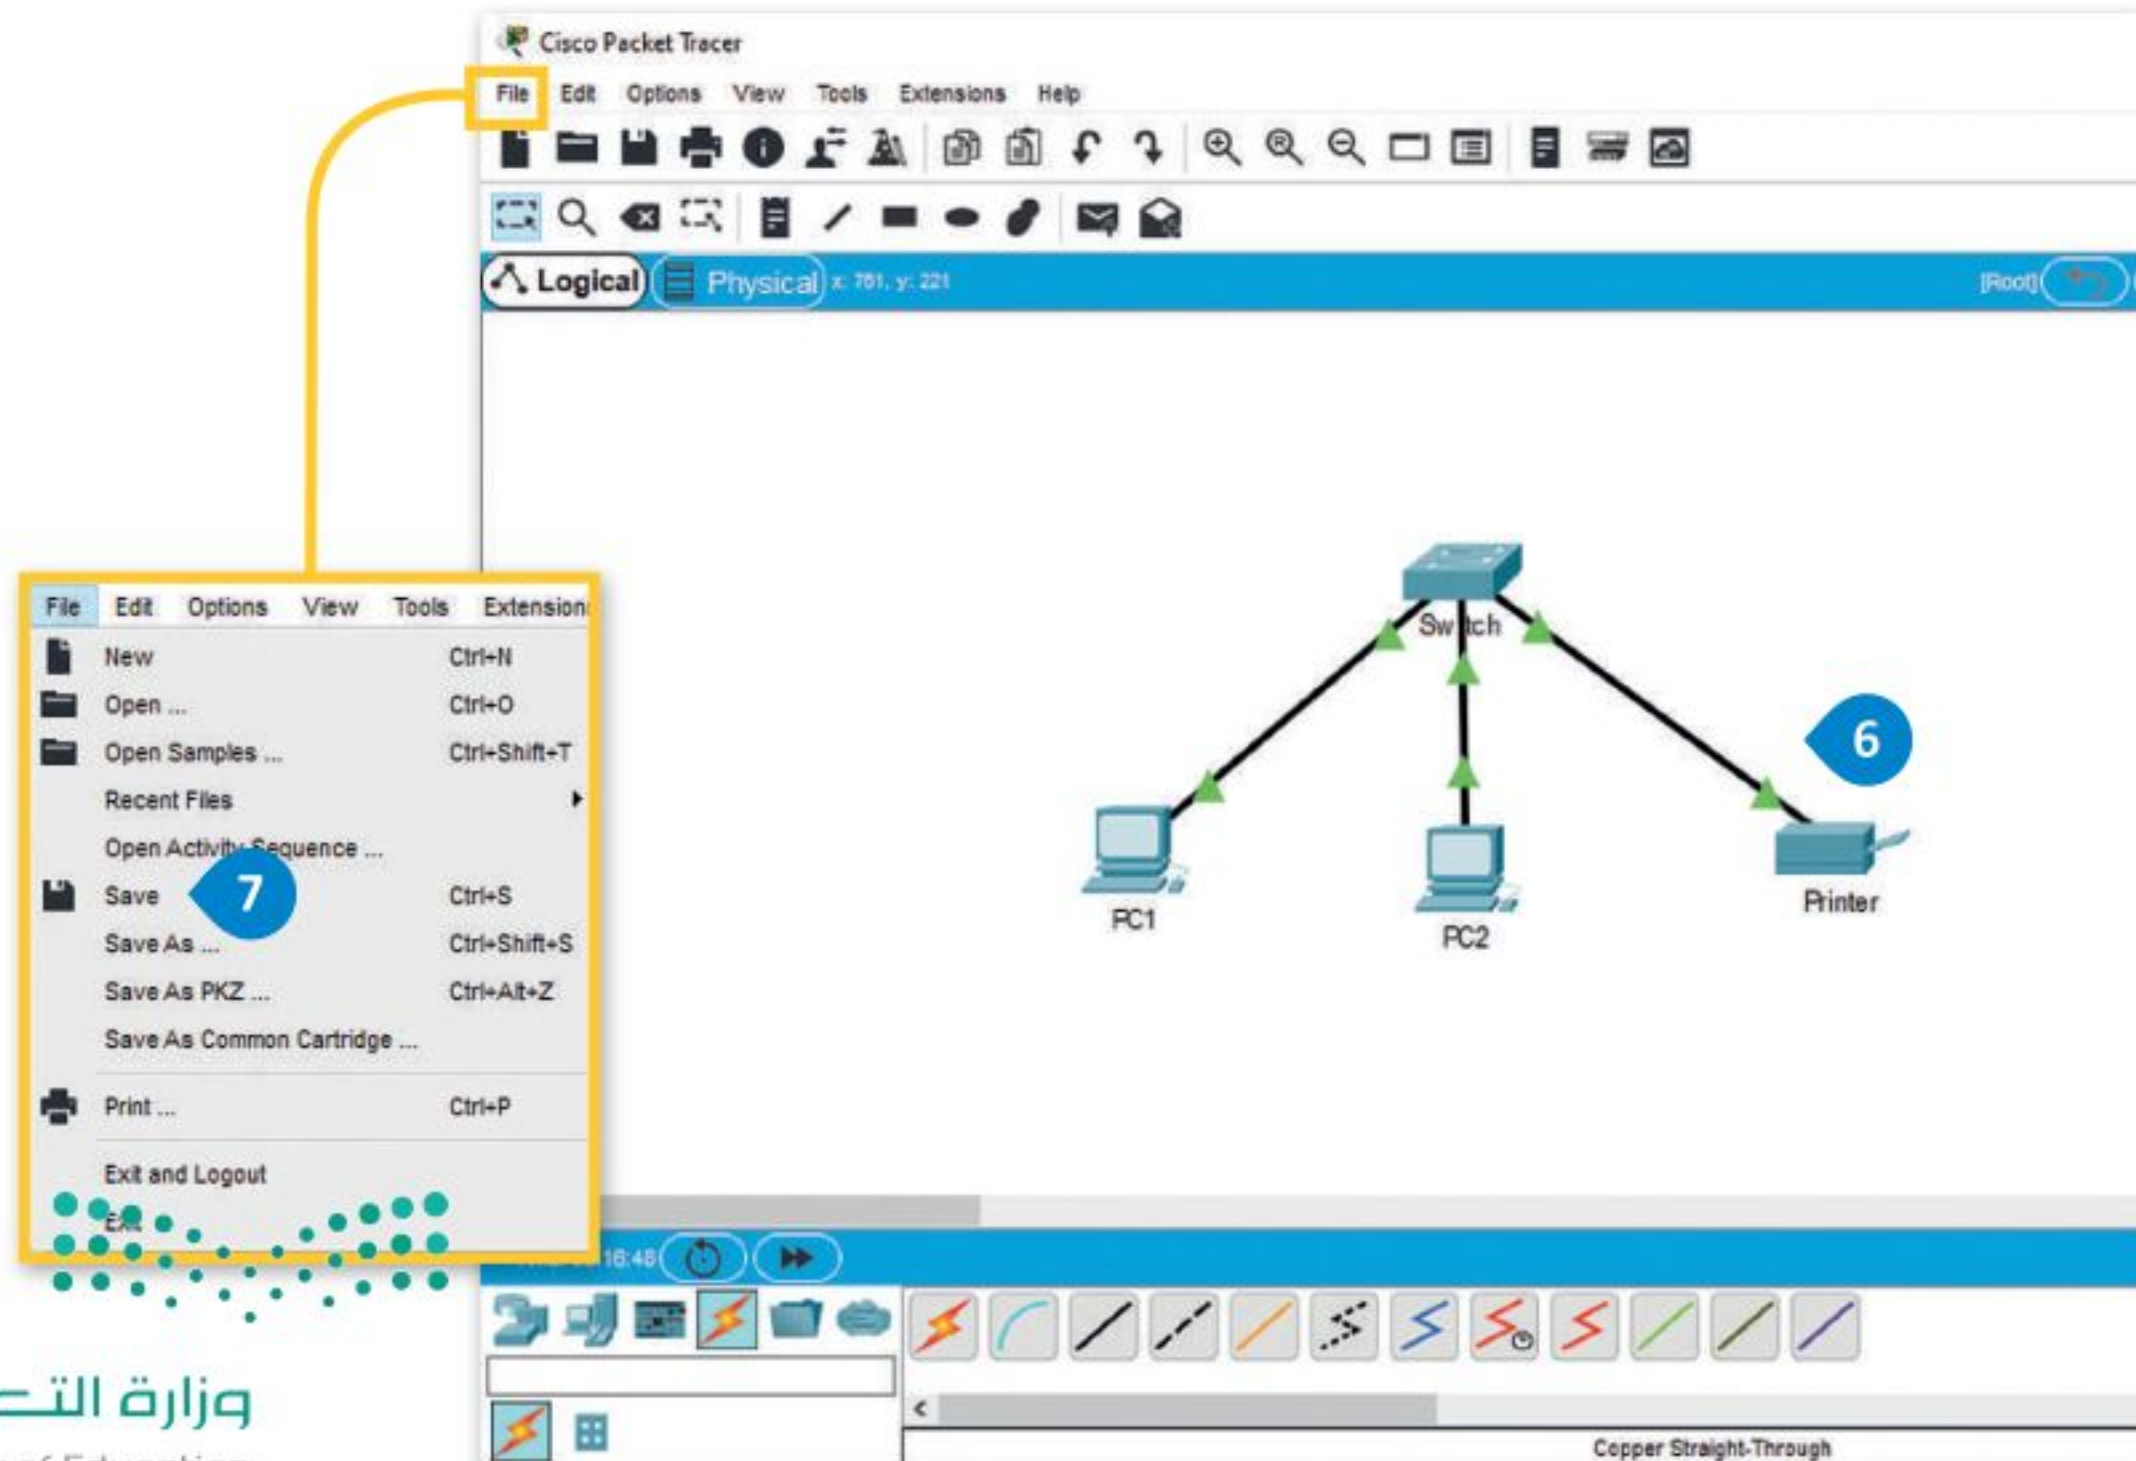 Cisco Packet Tracer
File Edit Options View Tools Extensions Help
Logical Physical x: 761, y: 221 [Root]
Switch
6
PC1
PC2
Printer
File Edit Options View Tools
New Ctrl+N
Open ... Ctrl+O
Open Samples ... Ctrl+Shift+T
Recent Files
Open Activity Sequence ...
Save 7 Ctrl+S
Save As ... Ctrl+Shift+S
Save As PKZ ... Ctrl+Alt+Z
Save As Common Cartridge ...
Print ... Ctrl+P
Exit and Logout
Exit
16:48
Copper Straight-Through
وزارة